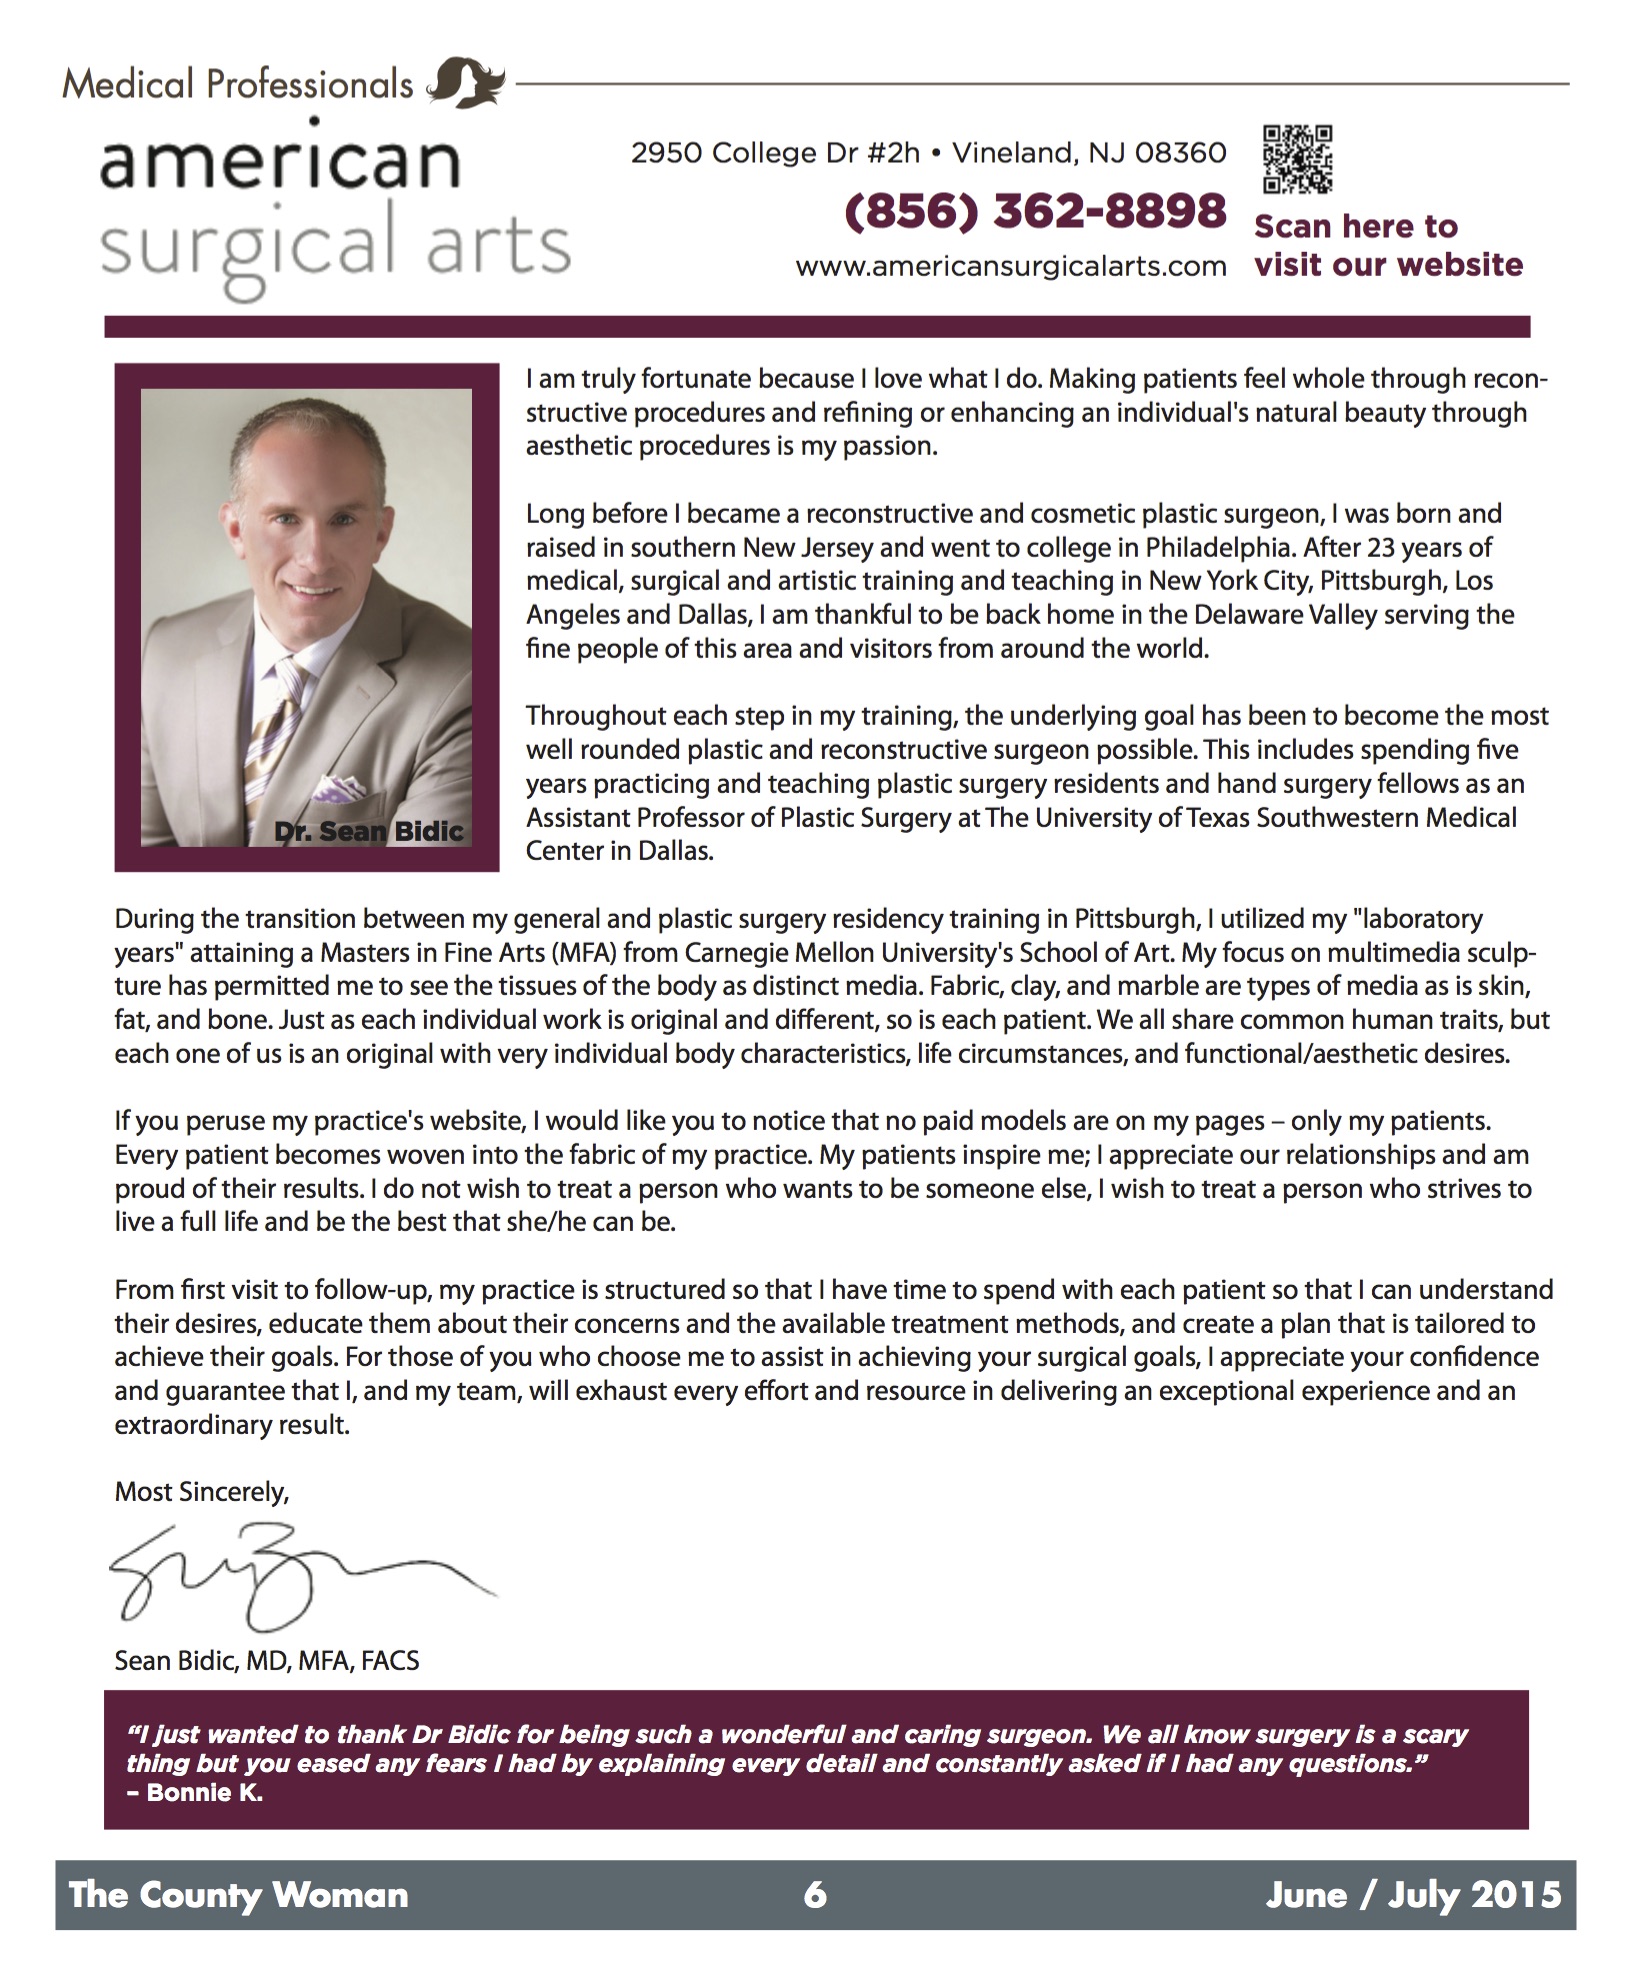 Medical Professionals
american
surgical arts
2950 College Dr #2h • Vineland, NJ 08360
(856) 362-8898
www.americansurgicalarts.com
Scan here to
visit our website
Dr. Sean Bidic
I am truly fortunate because I love what I do. Making patients feel whole through recon-
structive procedures and refining or enhancing an individual's natural beauty through
aesthetic procedures is my passion.
Long before I became a reconstructive and cosmetic plastic surgeon, I was born and
raised in southern New Jersey and went to college in Philadelphia. After 23 years of
medical, surgical and artistic training and teaching in New York City, Pittsburgh, Los
Angeles and Dallas, I am thankful to be back home in the Delaware Valley serving the
fine people of this area and visitors from around the world.
Throughout each step in my training, the underlying goal has been to become the most
well rounded plastic and reconstructive surgeon possible. This includes spending five
years practicing and teaching plastic surgery residents and hand surgery fellows as an
Assistant Professor of Plastic Surgery at The University of Texas Southwestern Medical
Center in Dallas.
During the transition between my general and plastic surgery residency training in Pittsburgh, I utilized my "laboratory
years" attaining a Masters in Fine Arts (MFA) from Carnegie Mellon University's School of Art. My focus on multimedia sculp-
ture has permitted me to see the tissues of the body as distinct media. Fabric, clay, and marble are types of media as is skin,
fat, and bone. Just as each individual work is original and different, so is each patient. We all share common human traits, but
each one of us is an original with very individual body characteristics, life circumstances, and functional/aesthetic desires.
If you peruse my practice's website, I would like you to notice that no paid models are on my pages – only my patients.
Every patient becomes woven into the fabric of my practice. My patients inspire me; I appreciate our relationships and am
proud of their results. I do not wish to treat a person who wants to be someone else, I wish to treat a person who strives to
live a full life and be the best that she/he can be.
From first visit to follow-up, my practice is structured so that I have time to spend with each patient so that I can understand
their desires, educate them about their concerns and the available treatment methods, and create a plan that is tailored to
achieve their goals. For those of you who choose me to assist in achieving your surgical goals, I appreciate your confidence
and guarantee that I, and my team, will exhaust every effort and resource in delivering an exceptional experience and an
extraordinary result.
Most Sincerely,
Sean Bidic, MD, MFA, FACS
“I just wanted to thank Dr Bidic for being such a wonderful and caring surgeon. We all know surgery is a scary
thing but you eased any fears I had by explaining every detail and constantly asked if I had any questions.”
– Bonnie K.
The County Woman
6
June / July 2015